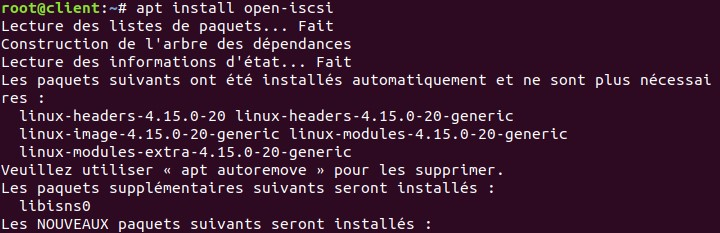 root@client:~# apt install open-iscsi
Lecture des listes de paquets... Fait
Construction de l'arbre des dépendances
Lecture des informations d'état... Fait
Les paquets suivants ont été installés automatiquement et ne sont plus nécessai
res :
  linux-headers-4.15.0-20 linux-headers-4.15.0-20-generic
  linux-image-4.15.0-20-generic linux-modules-4.15.0-20-generic
  linux-modules-extra-4.15.0-20-generic
Veuillez utiliser « apt autoremove » pour les supprimer.
Les paquets supplémentaires suivants seront installés :
  libisns0
Les NOUVEAUX paquets suivants seront installés :